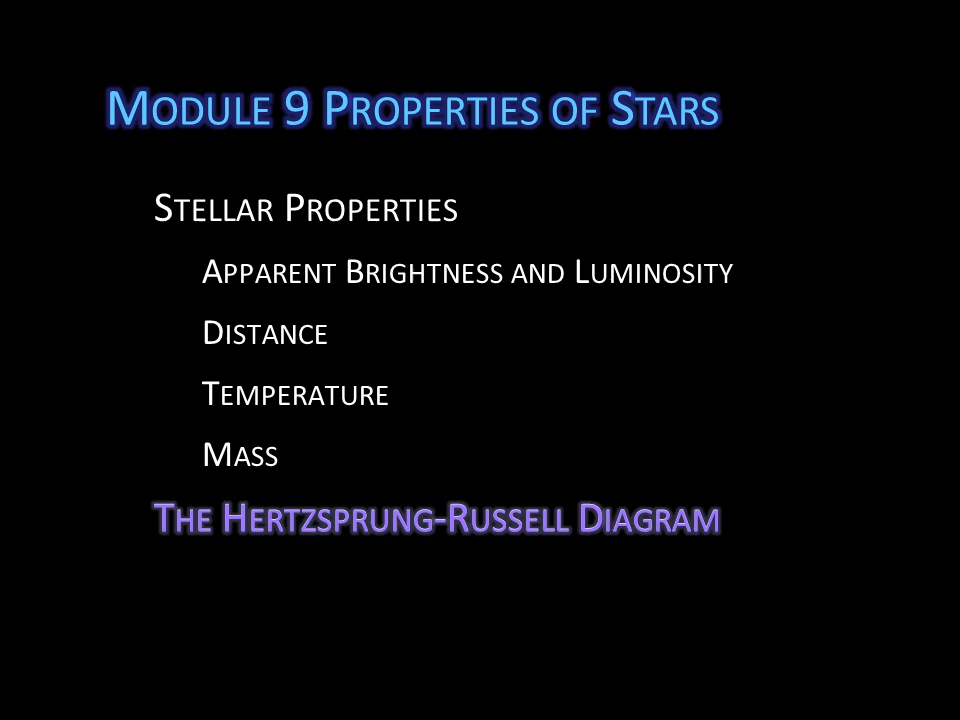 Module 9 Properties of Stars
Stellar Properties
Apparent Brightness and Luminosity
Distance
Temperature
Mass
The Hertzsprung-Russell Diagram